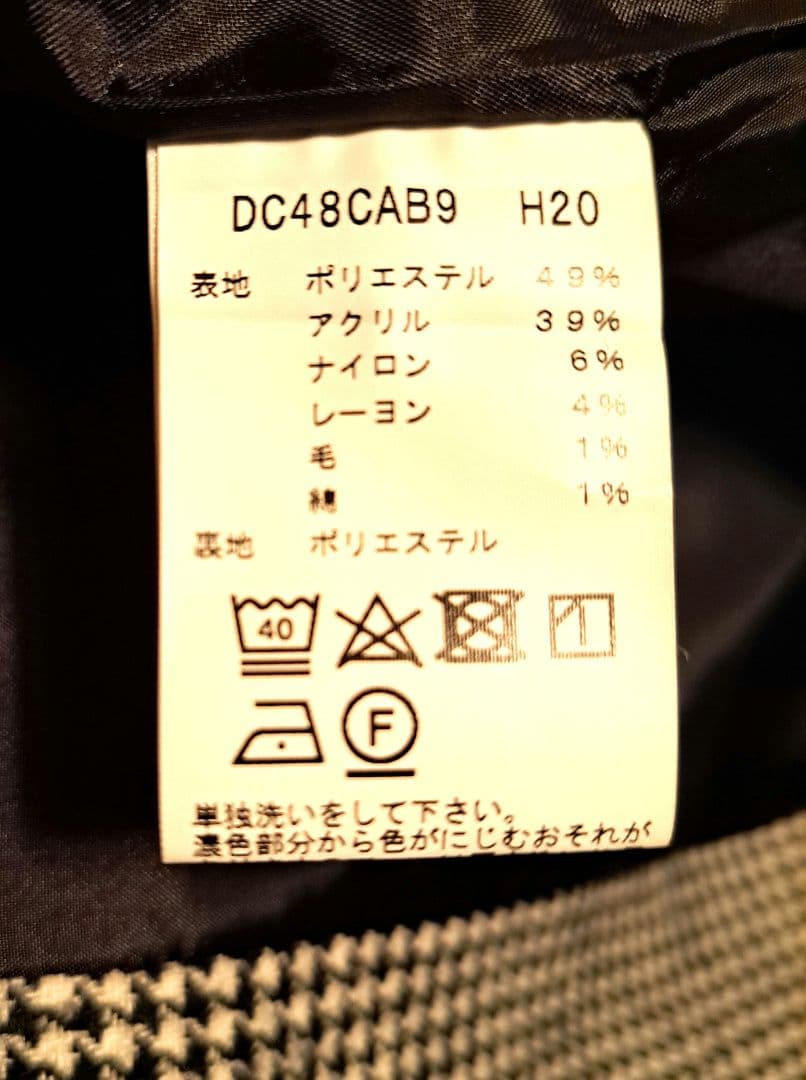 DC48CAB9 H20
表地 ポリエステル 49%
アクリル 39%
ナイロン 6%
レーヨン 4%
毛 1%
綿 1%
裏地 ポリエステル
40
F
単独洗いをして下さい。
濃色部分から色がにじむおそれが